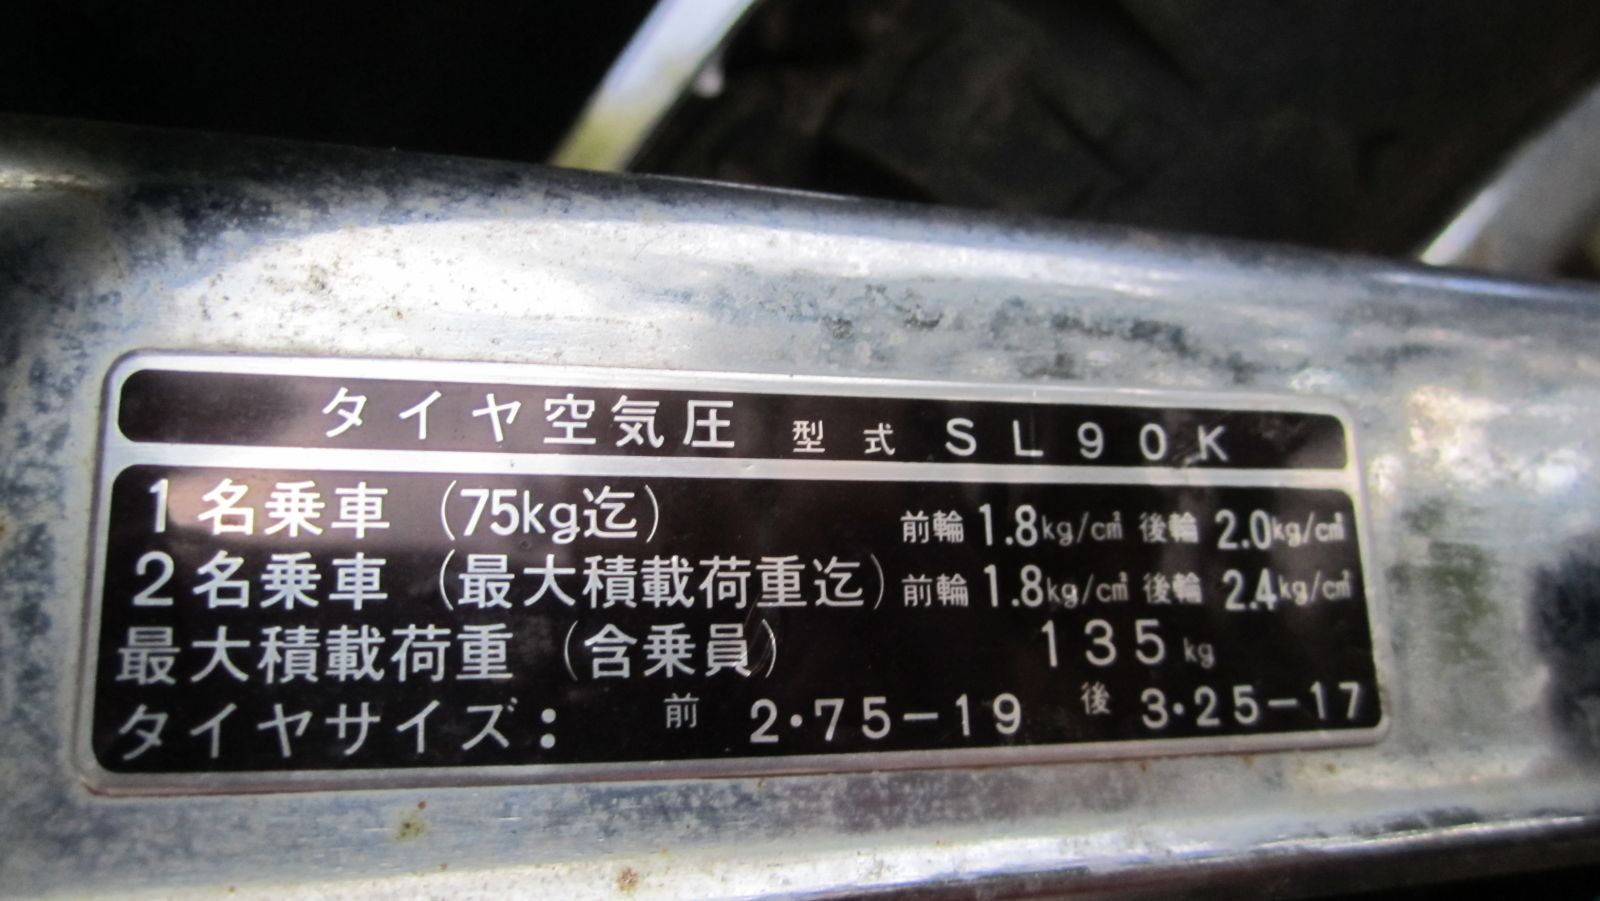 タイヤ空気圧 型式 SL90K
1名乗車（75kg迄） 前輪 1.8kg/c㎡ 後輪 2.0kg/c㎡
2名乗車（最大積載荷重迄） 前輪 1.8kg/c㎡ 後輪 2.4kg/c㎡
最大積載荷重（含乗員） 135kg
タイヤサイズ： 前 2・75－19 後 3・25－17